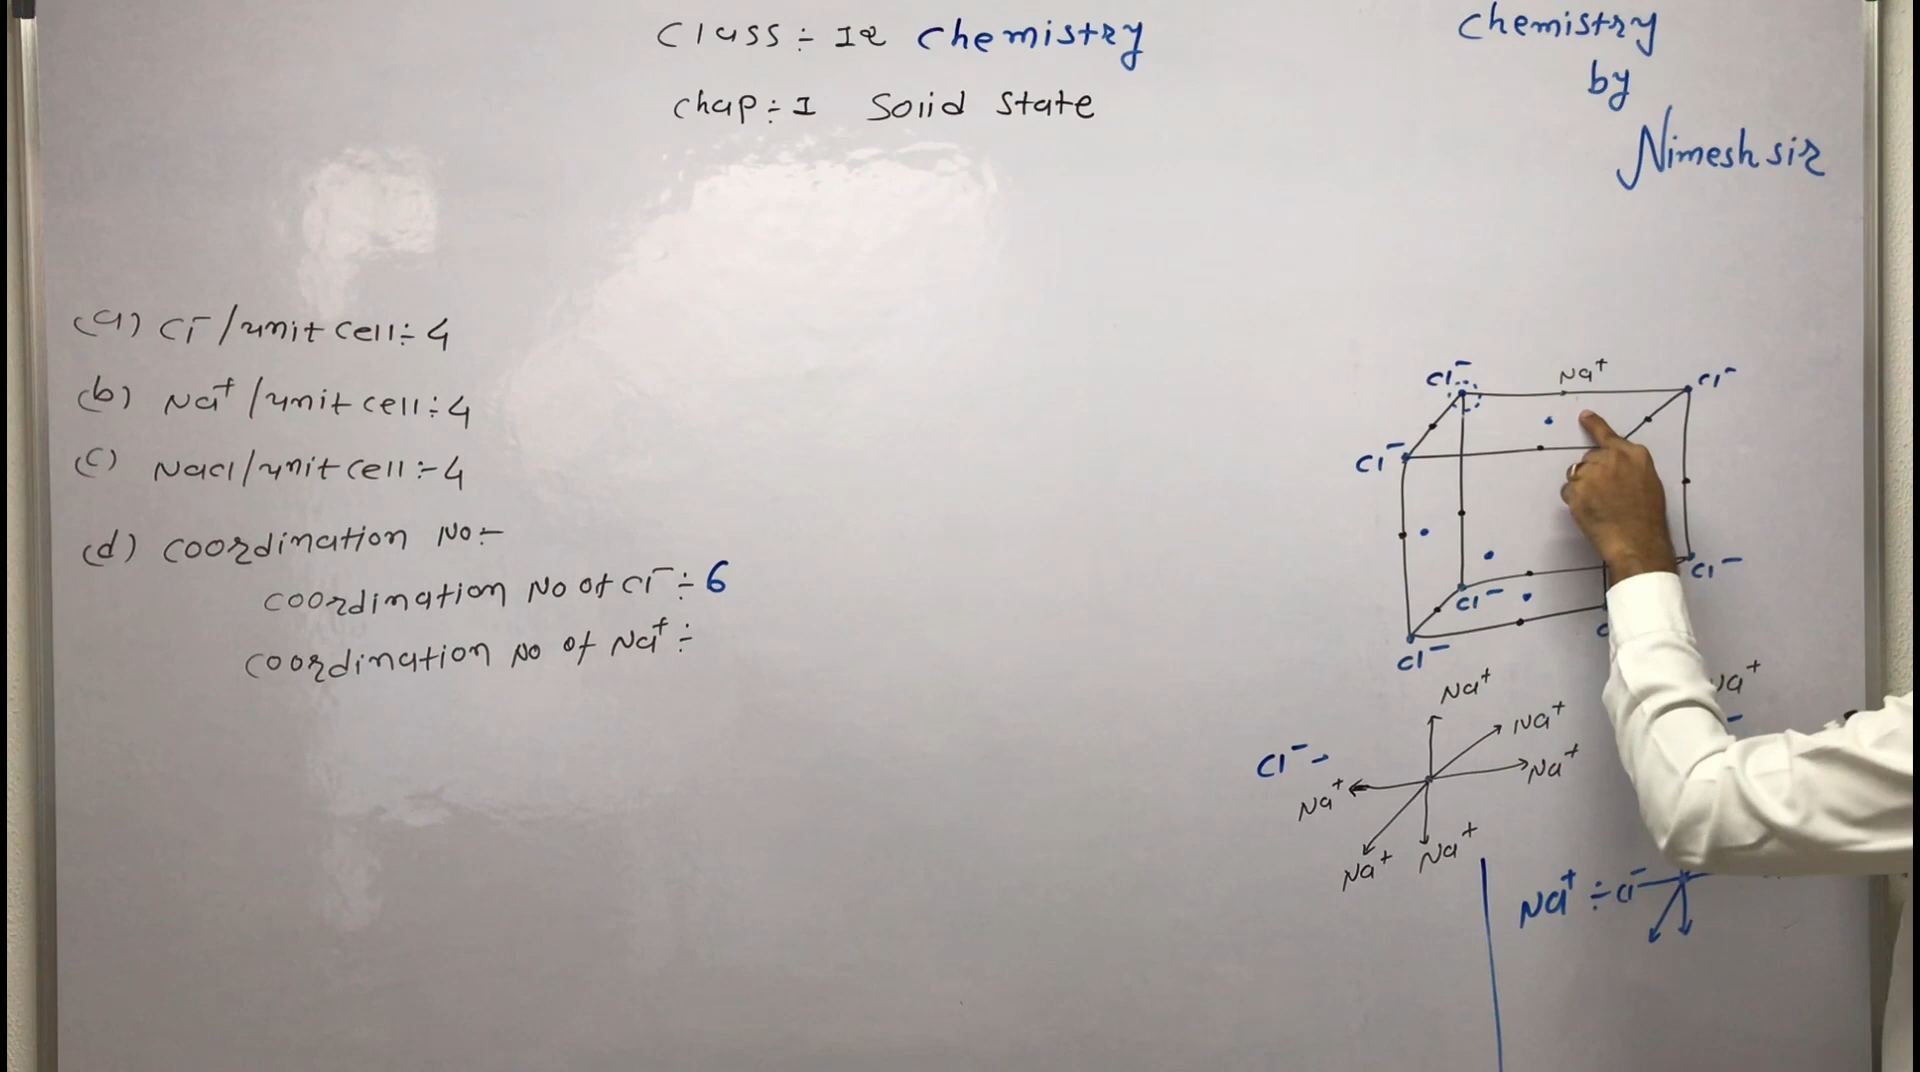 Class :- 12 Chemistry
Chap :- 1 Solid State
Chemistry
by
Nimesh sir
(a) Cl⁻ / unit cell :- 4
(b) Na⁺ / unit cell :- 4
(c) NaCl / unit cell :- 4
(d) Coordination No :-
Coordination No of Cl⁻ :- 6
Coordination No of Na⁺ :-
Cl⁻
Na⁺
Cl⁻
Cl⁻
Cl⁻
Cl⁻
Cl⁻
Na⁺
Na⁺
Cl⁻
Na⁺
Na⁺
Na⁺
Na⁺
Na⁺ :- Cl⁻